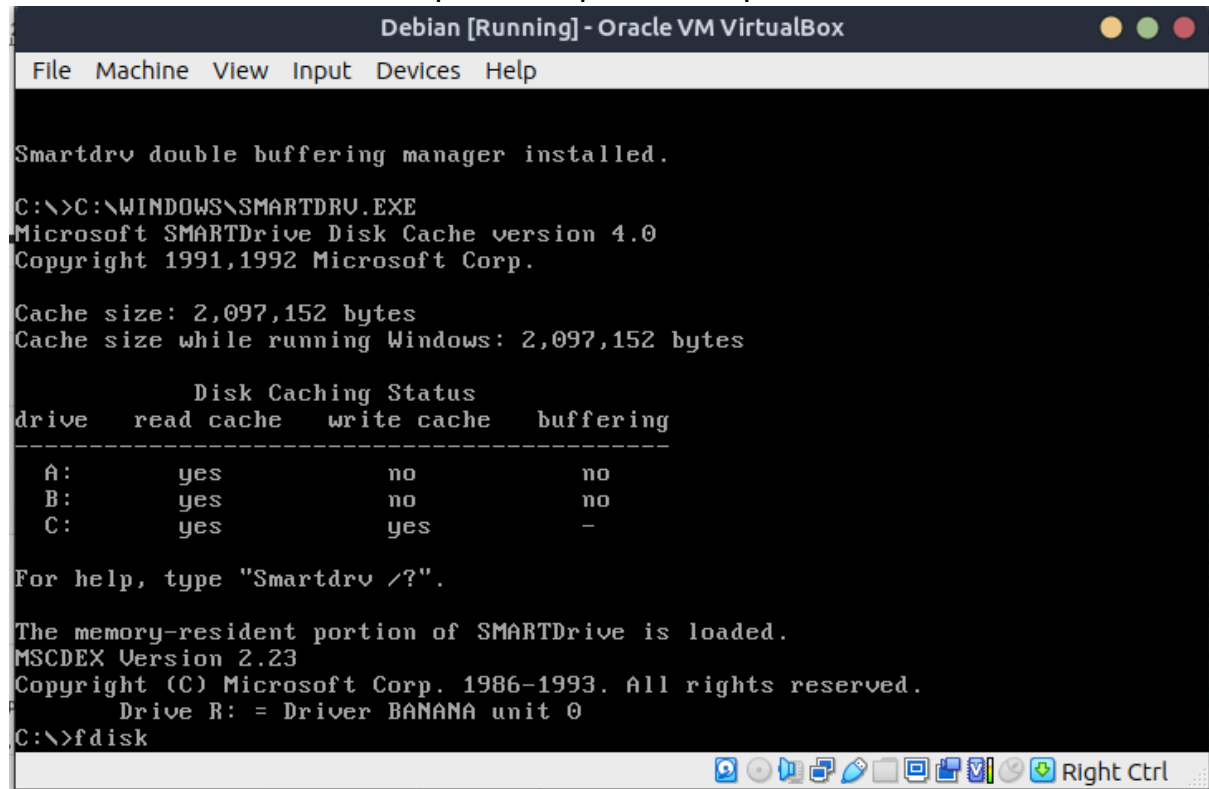 Debian [Running] - Oracle VM VirtualBox
File Machine View Input Devices Help
Smartdrv double buffering manager installed.
C:\>C:\WINDOWS\SMARTDRV.EXE
Microsoft SMARTDrive Disk Cache version 4.0
Copyright 1991,1992 Microsoft Corp.
Cache size: 2,097,152 bytes
Cache size while running Windows: 2,097,152 bytes
Disk Caching Status
drive read cache write cache buffering
---------------------------------------------
A: yes no no
B: yes no no
C: yes yes -
For help, type "Smartdrv /?".
The memory-resident portion of SMARTDrive is loaded.
MSCDEX Version 2.23
Copyright (C) Microsoft Corp. 1986-1993. All rights reserved.
Drive R: = Driver BANANA unit 0
C:\>fdisk
Right Ctrl